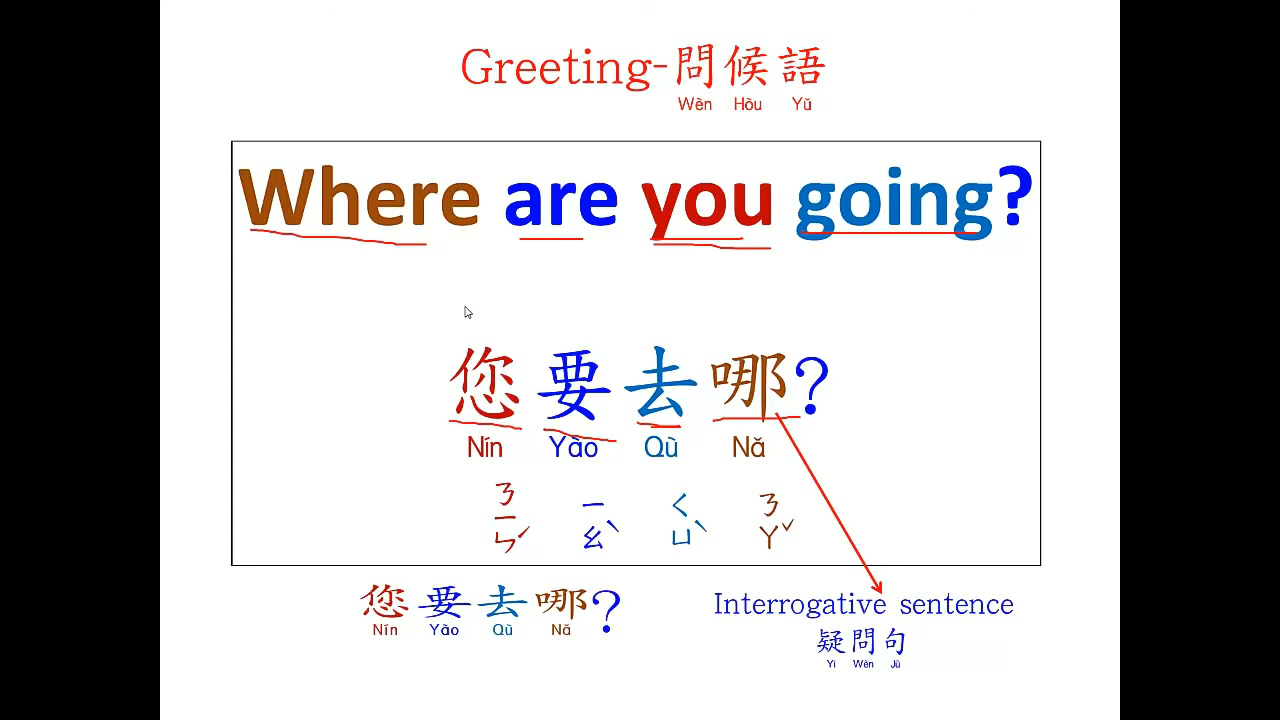 Greeting-問候語
Wèn Hòu Yǔ
Where are you going?
您要去哪?
Nín Yào Qù Nǎ
ㄋㄧㄣˊ ㄧㄠˋ ㄑㄩˋ ㄋㄚˇ
您要去哪?
Nín Yào Qù Nǎ
Interrogative sentence
疑問句
Yí Wèn Jù